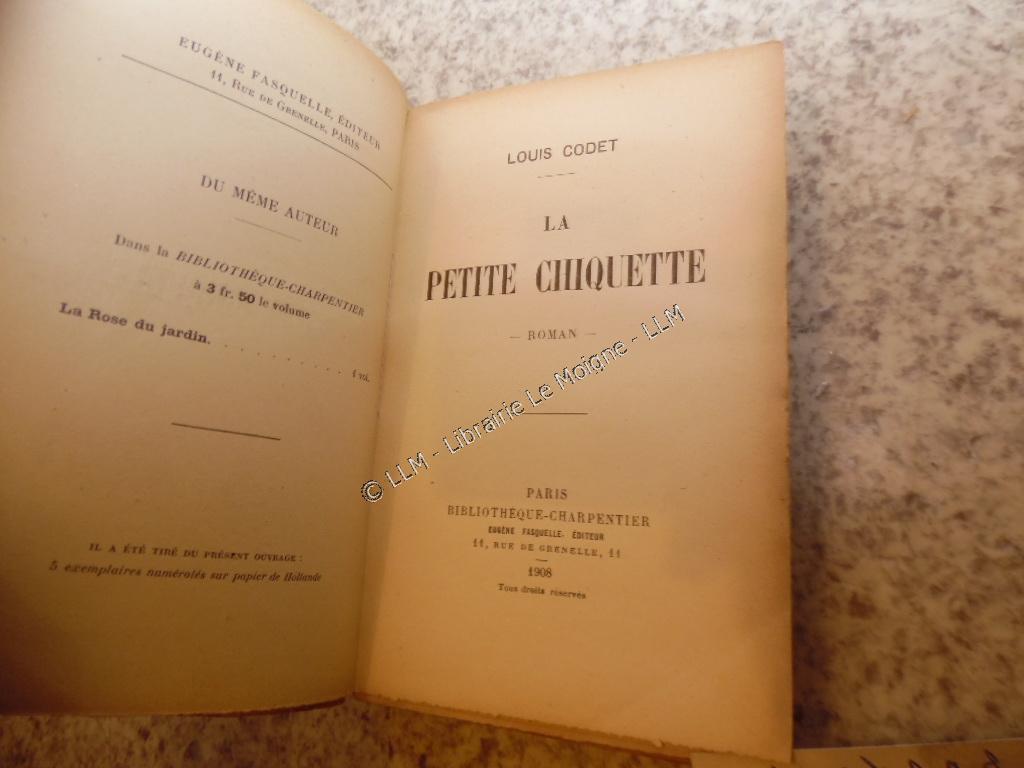 EUGÈNE FASQUELLE, ÉDITEUR
11, RUE DE GRENELLE, PARIS
DU MÊME AUTEUR
Dans la BIBLIOTHÈQUE-CHARPENTIER
à 3 fr. 50 le volume
La Rose du jardin. . . . . . . . . . 1 vol.
IL A ÉTÉ TIRÉ DU PRÉSENT OUVRAGE :
5 exemplaires numérotés sur papier de Hollande
LOUIS CODET
LA
PETITE CHIQUETTE
— ROMAN —
PARIS
BIBLIOTHÈQUE-CHARPENTIER
EUGÈNE FASQUELLE, ÉDITEUR
11, RUE DE GRENELLE, 11
1908
Tous droits réservés
© LLM - Librairie Le Moigne - LLM